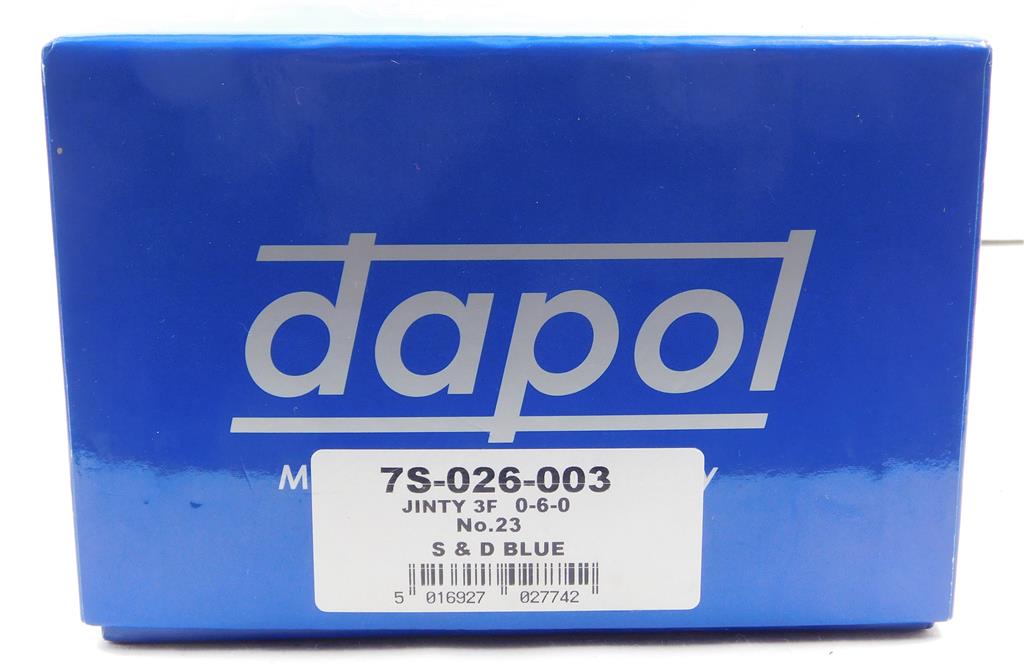 dapol
7S-026-003
JINTY 3F 0-6-0
No.23
S & D BLUE
5 016927 027742